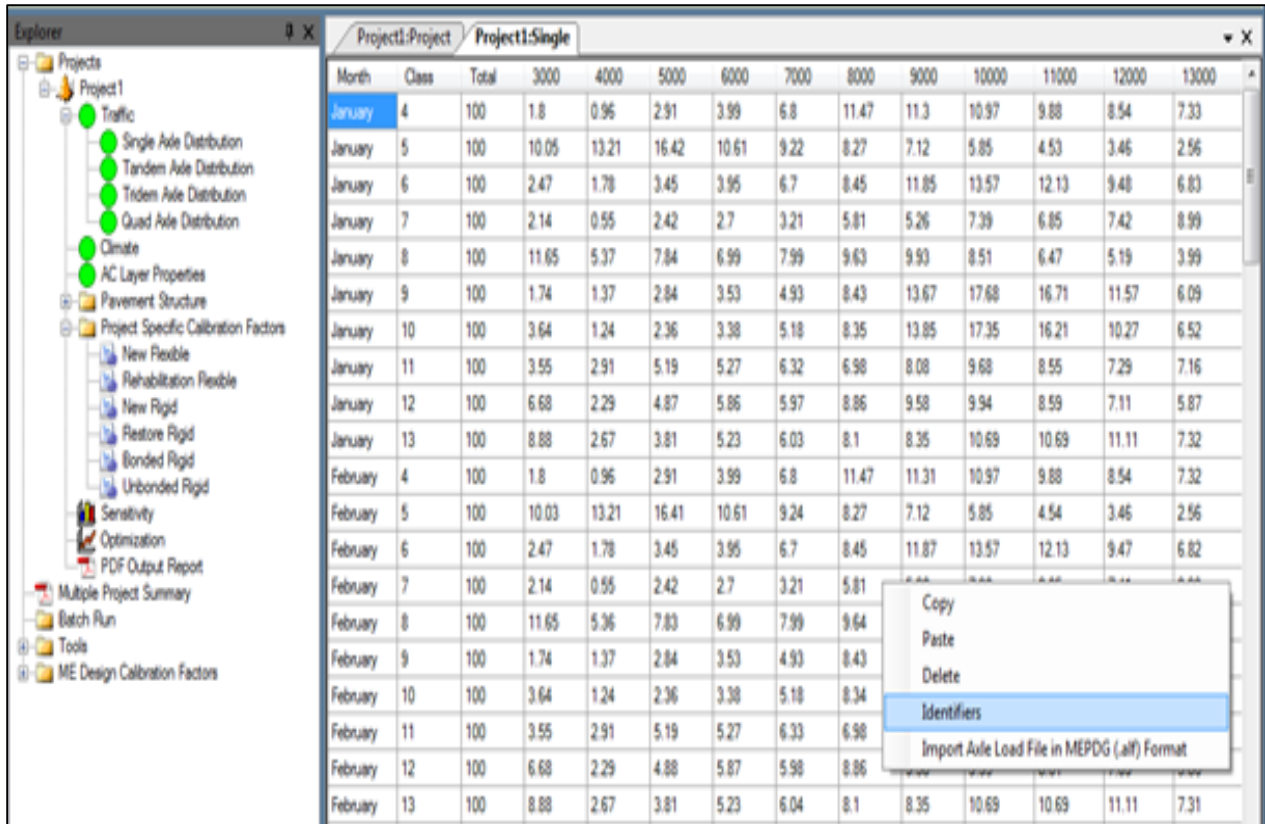 Explorer
Projects
Project1
Traffic
Single Axle Distribution
Tandem Axle Distribution
Tridem Axle Distribution
Quad Axle Distribution
Climate
AC Layer Properties
Pavement Structure
Project Specific Calibration Factors
New Flexible
Rehabilitation Flexible
New Rigid
Restore Rigid
Bonded Rigid
Unbonded Rigid
Sensitivity
Optimization
PDF Output Report
Multiple Project Summary
Batch Run
Tools
ME Design Calibration Factors
Project1:Project Project1:Single
Month Class Total 3000 4000 5000 6000 7000 8000 9000 10000 11000 12000 13000
January 4 100 1.8 0.96 2.91 3.99 6.8 11.47 11.3 10.97 9.88 8.54 7.33
January 5 100 10.05 13.21 16.42 10.61 9.22 8.27 7.12 5.85 4.53 3.46 2.56
January 6 100 2.47 1.78 3.45 3.95 6.7 8.45 11.85 13.57 12.13 9.48 6.83
January 7 100 2.14 0.55 2.42 2.7 3.21 5.81 5.26 7.39 6.85 7.42 8.99
January 8 100 11.65 5.37 7.84 6.99 7.99 9.63 9.93 8.51 6.47 5.19 3.99
January 9 100 1.74 1.37 2.84 3.53 4.93 8.43 13.67 17.68 16.71 11.57 6.09
January 10 100 3.64 1.24 2.36 3.38 5.18 8.35 13.85 17.35 16.21 10.27 6.52
January 11 100 3.55 2.91 5.19 5.27 6.32 6.98 8.08 9.68 8.55 7.29 7.16
January 12 100 6.68 2.29 4.87 5.86 5.97 8.86 9.58 9.94 8.59 7.11 5.87
January 13 100 8.88 2.67 3.81 5.23 6.03 8.1 8.35 10.69 10.69 11.11 7.32
February 4 100 1.8 0.96 2.91 3.99 6.8 11.47 11.31 10.97 9.88 8.54 7.32
February 5 100 10.03 13.21 16.41 10.61 9.24 8.27 7.12 5.85 4.54 3.46 2.56
February 6 100 2.47 1.78 3.45 3.95 6.7 8.45 11.87 13.57 12.13 9.47 6.82
February 7 100 2.14 0.55 2.42 2.7 3.21 5.81
February 8 100 11.65 5.36 7.83 6.99 7.99 9.64
February 9 100 1.74 1.37 2.84 3.53 4.93 8.43
February 10 100 3.64 1.24 2.36 3.38 5.18 8.34
February 11 100 3.55 2.91 5.19 5.27 6.33 6.98
February 12 100 6.68 2.29 4.88 5.87 5.98 8.86
February 13 100 8.88 2.67 3.81 5.23 6.04 8.1 8.35 10.69 10.69 11.11 7.31
Copy
Paste
Delete
Identifiers
Import Axle Load File in MEPDG (.alf) Format